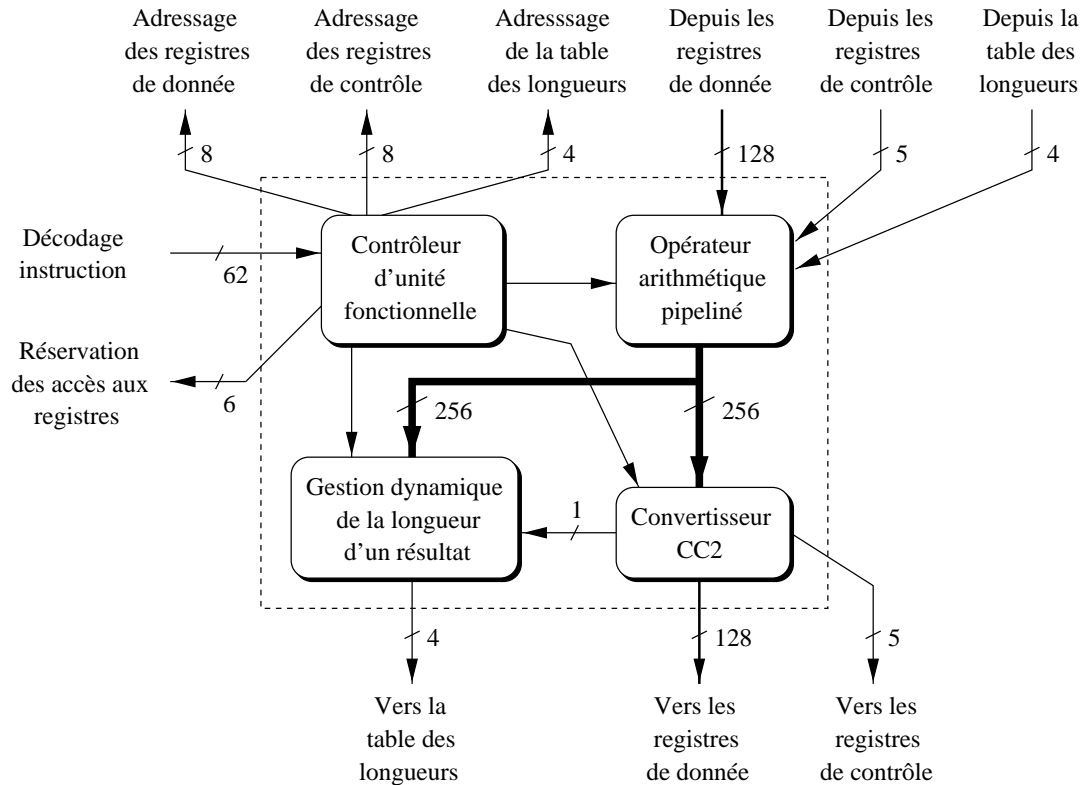 Adressage
des registres
de donnée
Adressage
des registres
de contrôle
Adresssage
de la table
des longueurs
Depuis les
registres
de donnée
Depuis les
registres
de contrôle
Depuis la
table des
longueurs
8
8
4
128
5
4
Décodage
instruction
62
Contrôleur
d’unité
fonctionnelle
Opérateur
arithmétique
pipeliné
Réservation
des accès aux
registres
6
256
256
Gestion dynamique
de la longueur
d’un résultat
1
Convertisseur
CC2
4
128
5
Vers la
table des
longueurs
Vers les
registres
de donnée
Vers les
registres
de contrôle